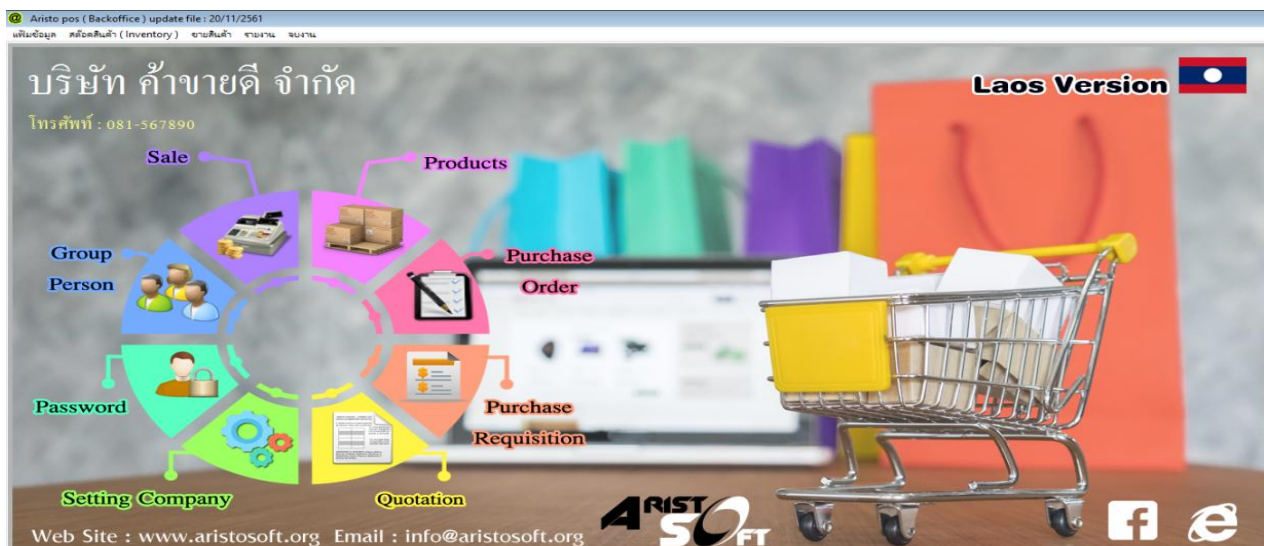 Aristo pos ( Backoffice ) update file : 20/11/2561
แฟ้มข้อมูล สต๊อคสินค้า ( Inventory ) ขายสินค้า รายงาน จบงาน
บริษัท ค้าขายดี จำกัด
Laos Version
โทรศัพท์ : 081-567890
Sale
Products
Group
Person
Purchase
Order
Password
Purchase
Requisition
Setting Company
Quotation
ARISTOSOFT
Web Site : www.aristosoft.org Email : info@aristosoft.org